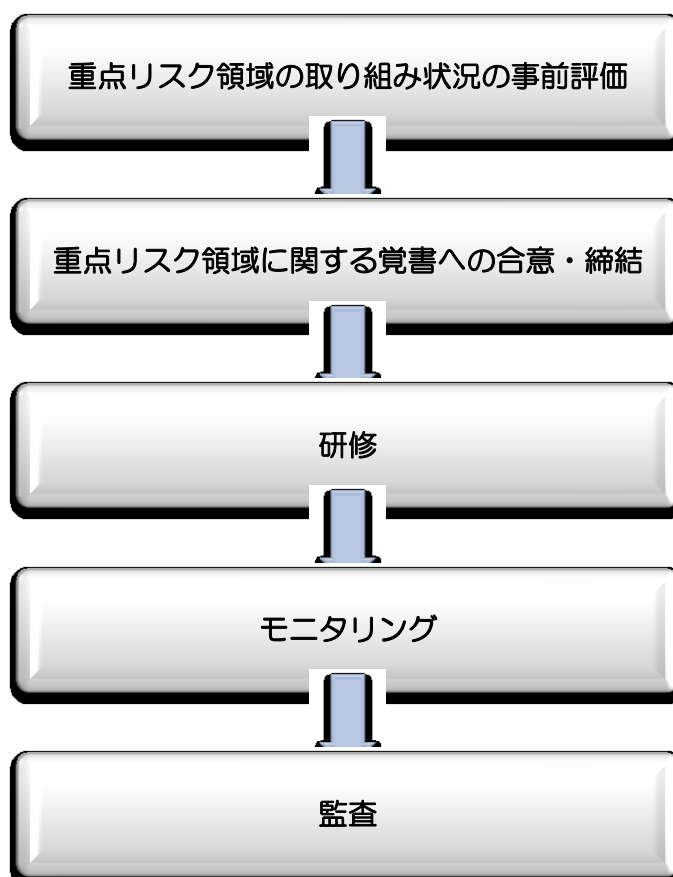 重点リスク領域の取り組み状況の事前評価
重点リスク領域に関する覚書への合意・締結
研修
モニタリング
監査